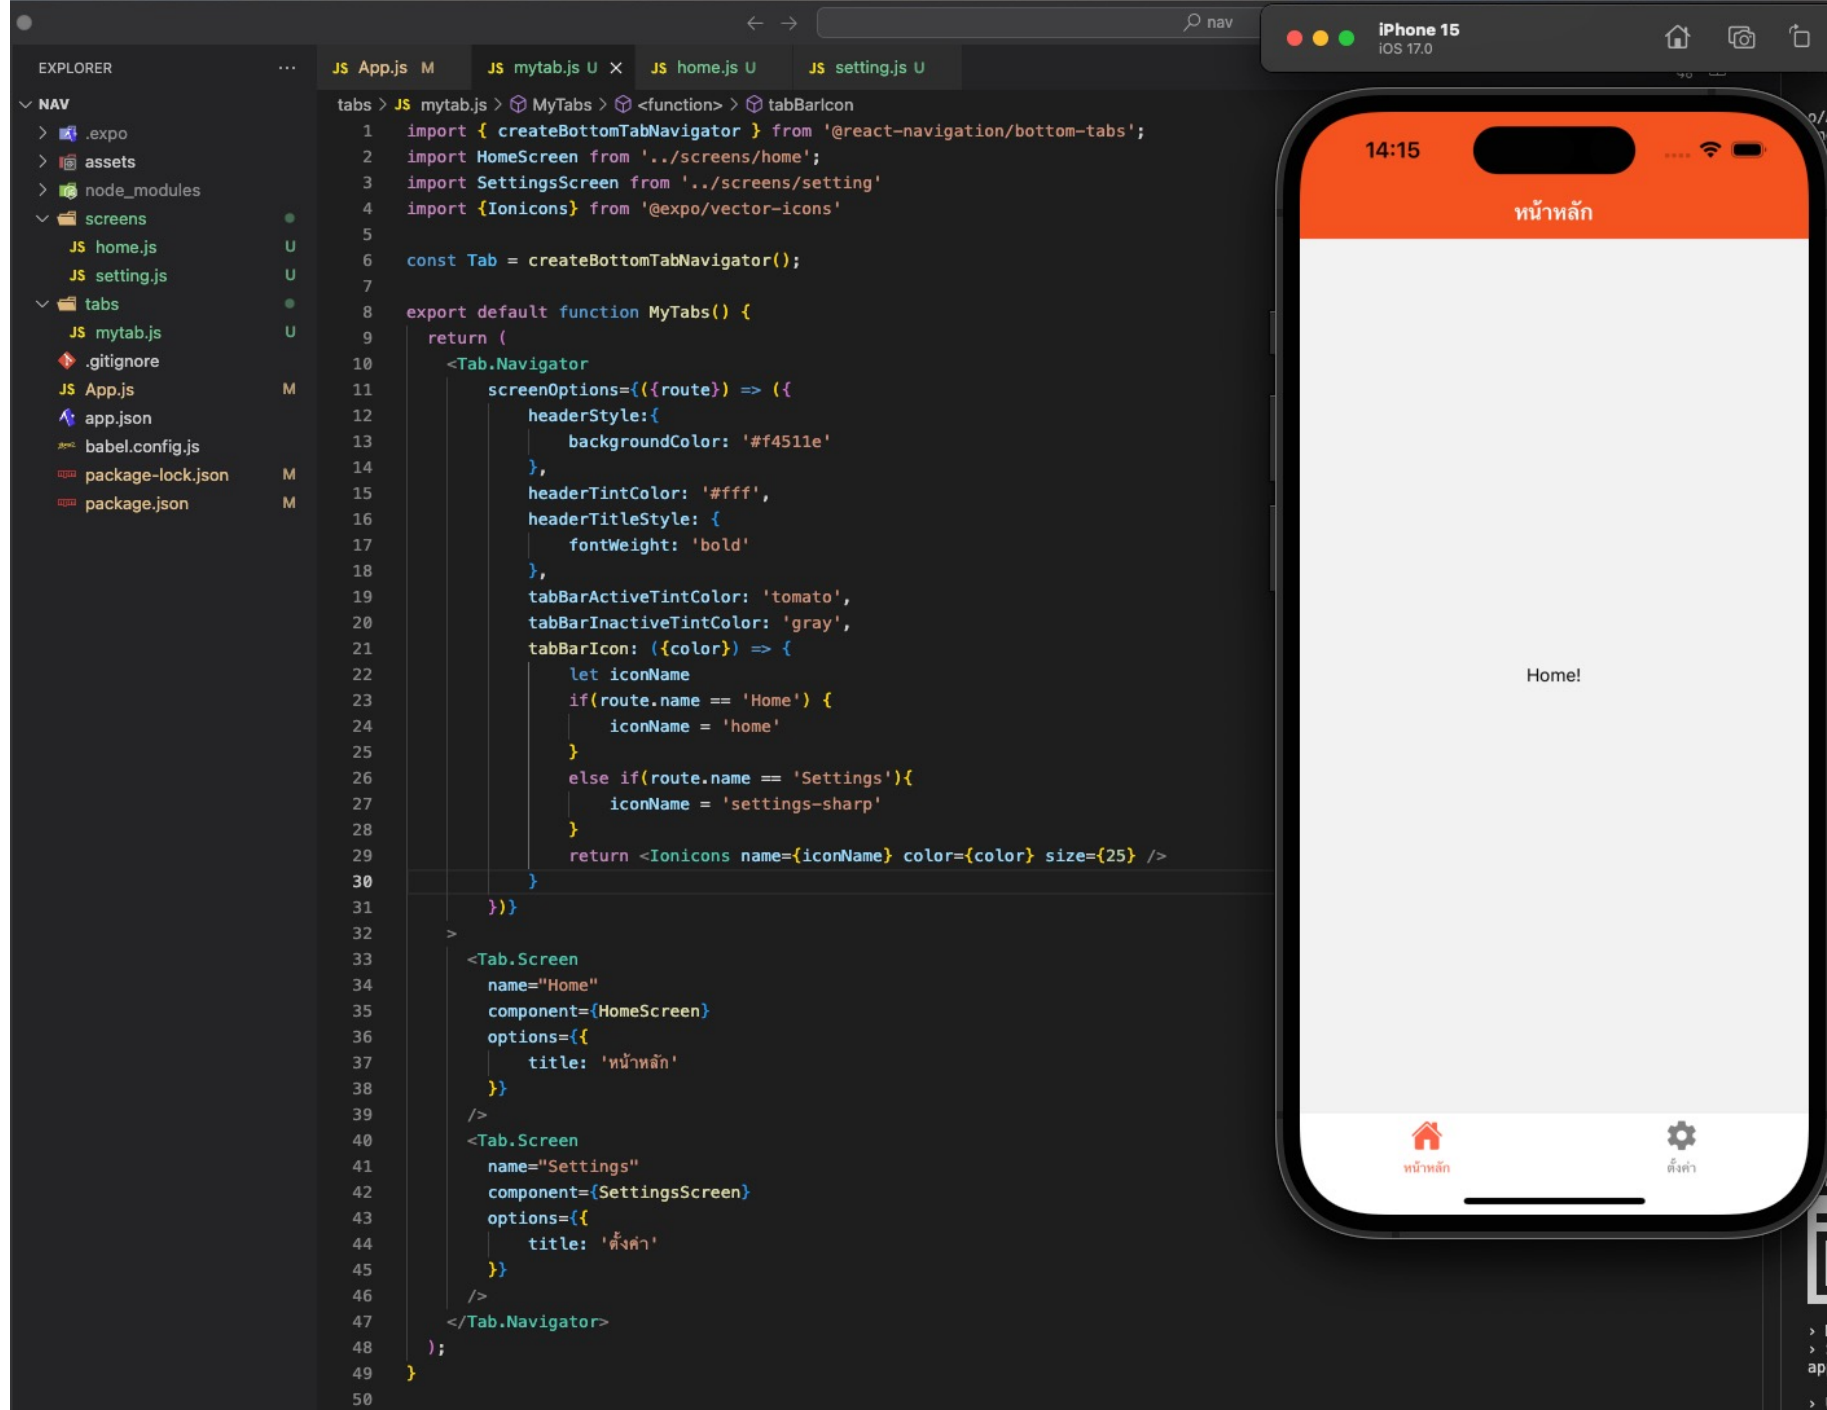 nav
iPhone 15
iOS 17.0
EXPLORER
JS App.js M
JS mytab.js U
JS home.js U
JS setting.js U
NAV
.expo
assets
node_modules
screens
JS home.js U
JS setting.js U
tabs
JS mytab.js U
.gitignore
JS App.js M
app.json
babel.config.js
package-lock.json M
package.json M
tabs > JS mytab.js > MyTabs > <function> > tabBarIcon
1 import { createBottomTabNavigator } from '@react-navigation/bottom-tabs';
2 import HomeScreen from '../screens/home';
3 import SettingsScreen from '../screens/setting'
4 import {Ionicons} from '@expo/vector-icons'
5
6 const Tab = createBottomTabNavigator();
7
8 export default function MyTabs() {
9 return (
10 <Tab.Navigator
11 screenOptions={({route}) => ({
12 headerStyle:{
13 backgroundColor: '#f4511e'
14 },
15 headerTintColor: '#fff',
16 headerTitleStyle: {
17 fontWeight: 'bold'
18 },
19 tabBarActiveTintColor: 'tomato',
20 tabBarInactiveTintColor: 'gray',
21 tabBarIcon: ({color}) => {
22 let iconName
23 if(route.name == 'Home') {
24 iconName = 'home'
25 }
26 else if(route.name == 'Settings'){
27 iconName = 'settings-sharp'
28 }
29 return <Ionicons name={iconName} color={color} size={25} />
30 }
31 })}
32 >
33 <Tab.Screen
34 name="Home"
35 component={HomeScreen}
36 options={{
37 title: 'หน้าหลัก'
38 }}
39 />
40 <Tab.Screen
41 name="Settings"
42 component={SettingsScreen}
43 options={{
44 title: 'ตั้งค่า'
45 }}
46 />
47 </Tab.Navigator>
48 );
49 }
50
14:15
หน้าหลัก
Home!
หน้าหลัก
ตั้งค่า
ap